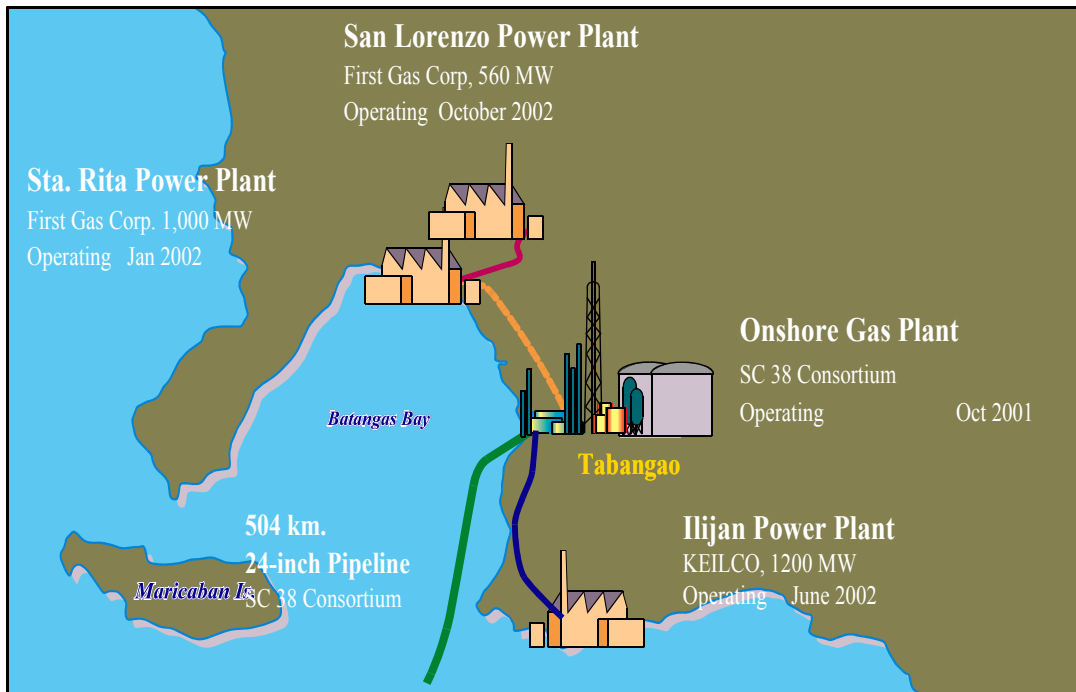 San Lorenzo Power Plant
First Gas Corp, 560 MW
Operating October 2002
Sta. Rita Power Plant
First Gas Corp. 1,000 MW
Operating Jan 2002
Onshore Gas Plant
SC 38 Consortium
Operating Oct 2001
Batangas Bay
Tabangao
504 km.
24-inch Pipeline
SC 38 Consortium
Maricaban Is
Ilijan Power Plant
KEILCO, 1200 MW
Operating June 2002